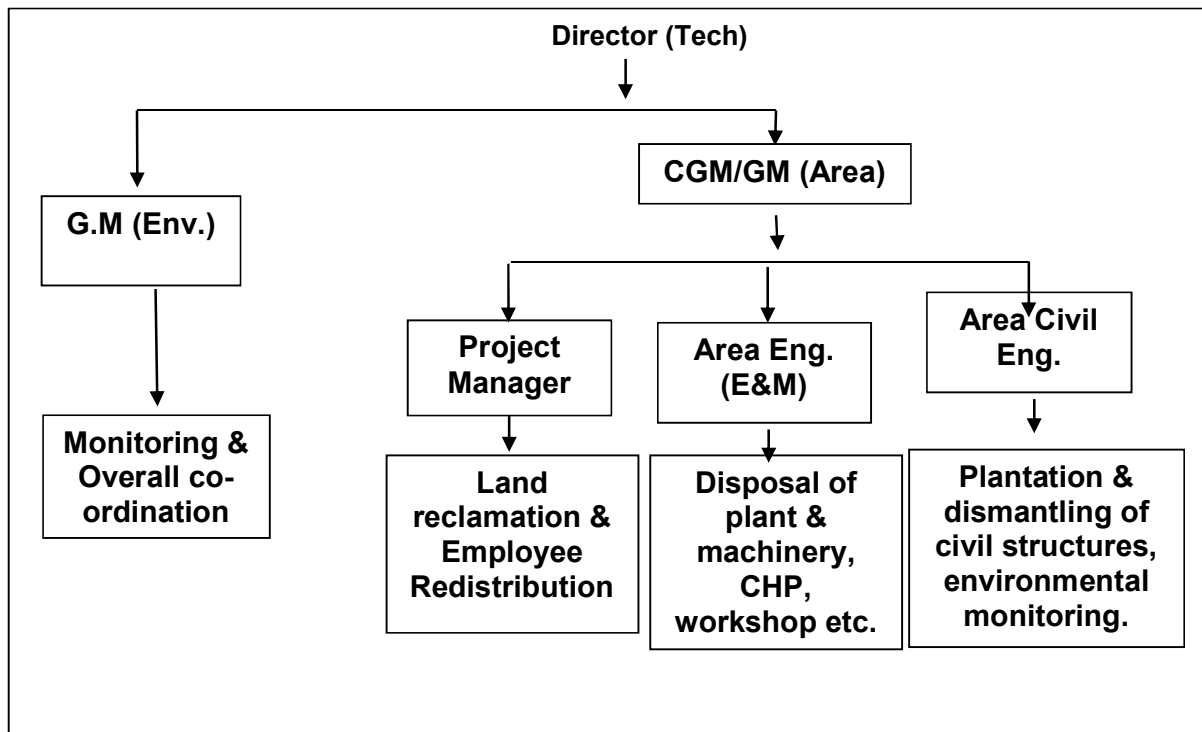 Director (Tech)
CGM/GM (Area)
G.M (Env.)
Project
Manager
Area Eng.
(E&M)
Area Civil
Eng.
Monitoring &
Overall co-
ordination
Land
reclamation &
Employee
Redistribution
Disposal of
plant &
machinery,
CHP,
workshop etc.
Plantation &
dismantling of
civil structures,
environmental
monitoring.